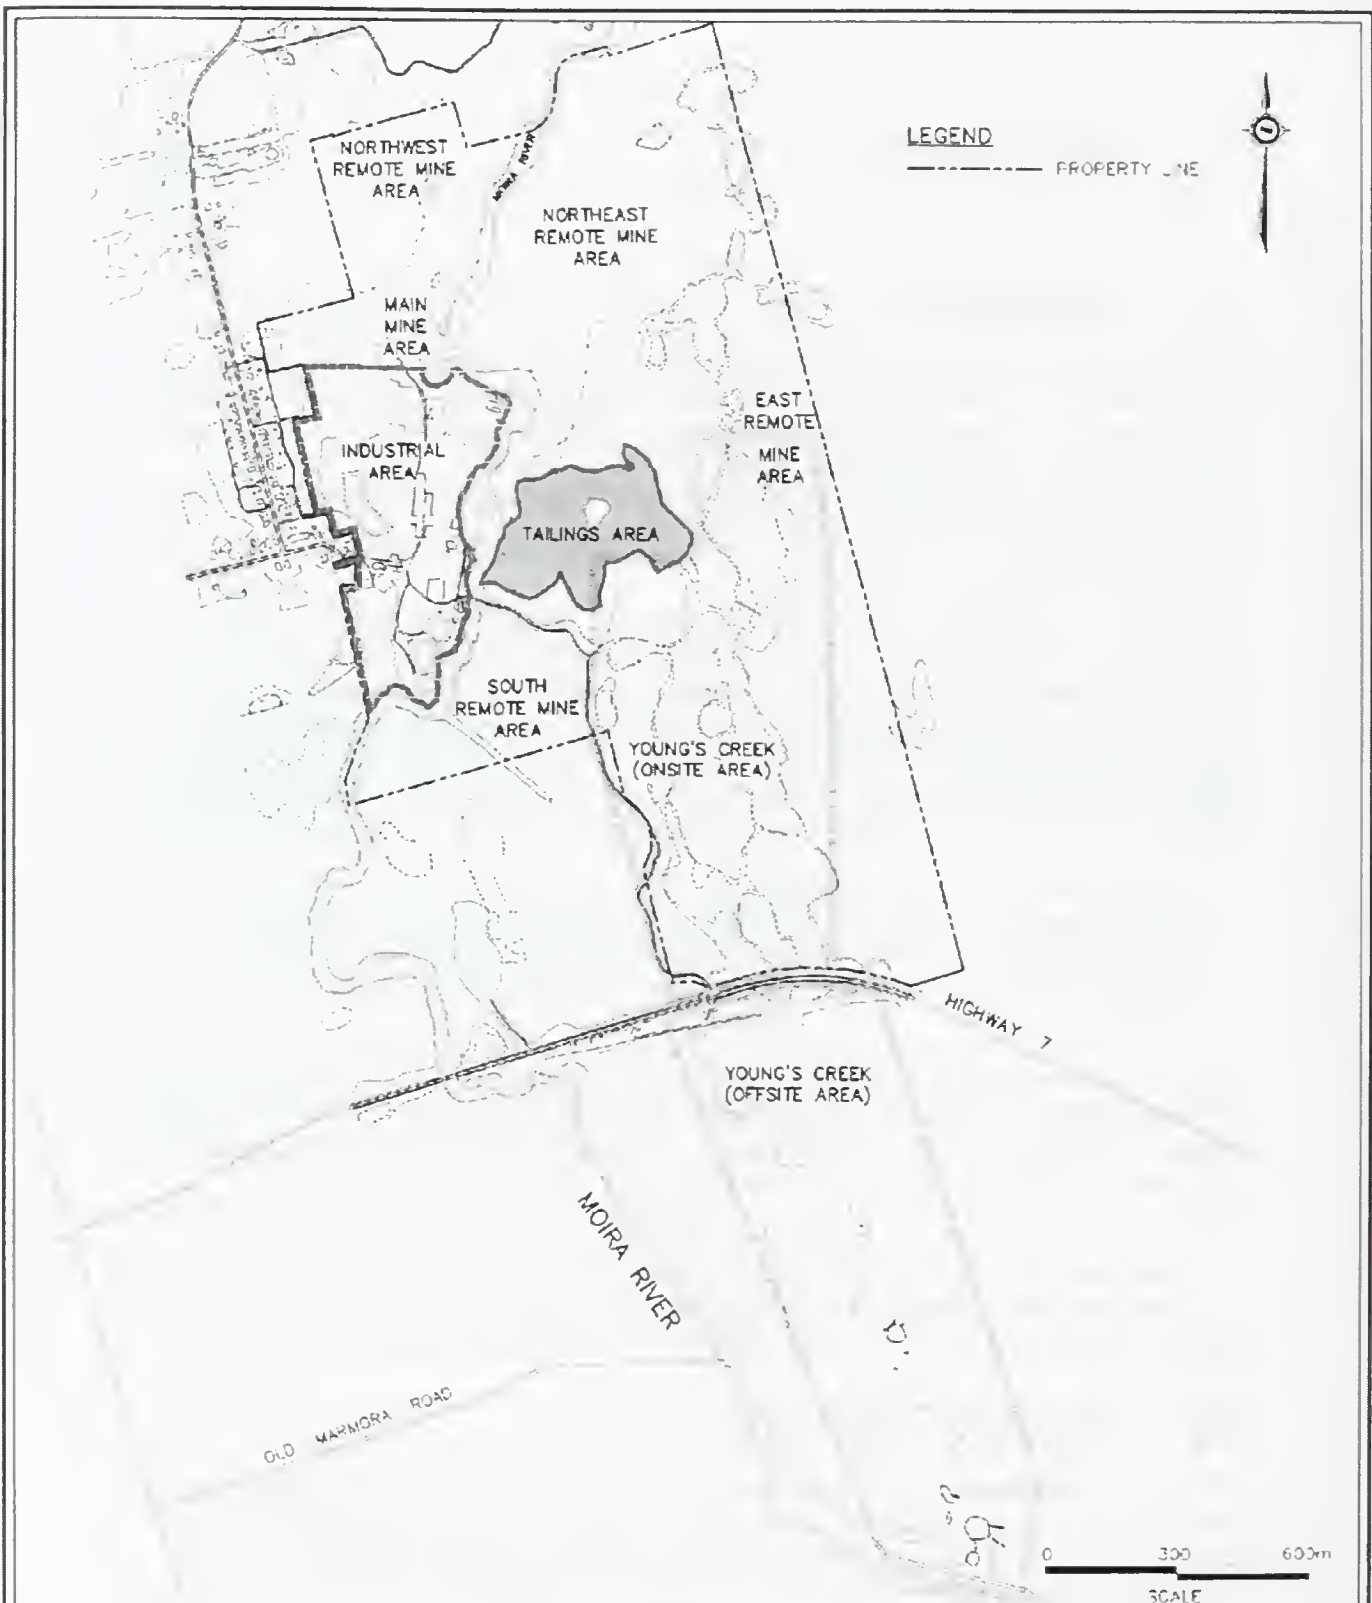 LEGEND
PROPERTY LINE
NORTHWEST
REMOTE MINE
AREA
MOIRA RIVER
NORTHEAST
REMOTE MINE
AREA
MAIN
MINE
AREA
EAST
REMOTE
MINE
AREA
INDUSTRIAL
AREA
TAILINGS AREA
SOUTH
REMOTE MINE
AREA
YOUNG'S CREEK
(ONSITE AREA)
HIGHWAY 7
YOUNG'S CREEK
(OFFSITE AREA)
MOIRA RIVER
OLD MARMORA ROAD
0 300 600m
SCALE